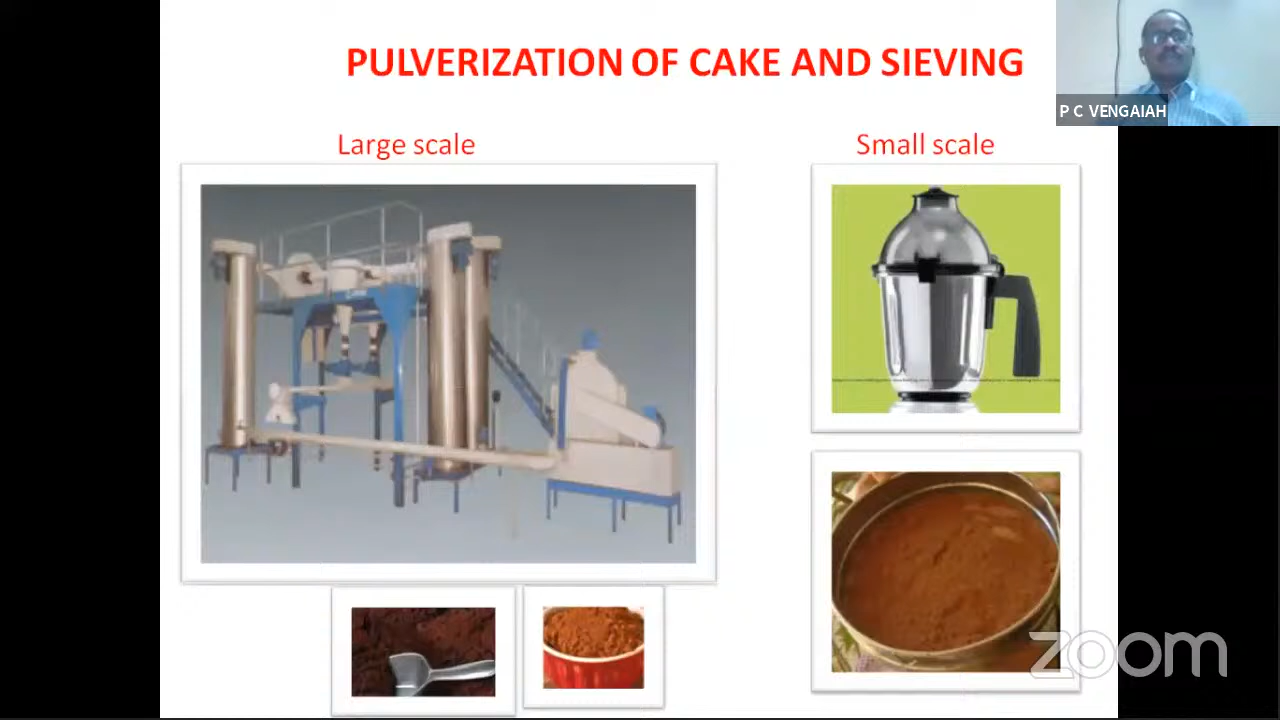 PULVERIZATION OF CAKE AND SIEVING
P C VENGAIAH
Large scale
Small scale
zoom